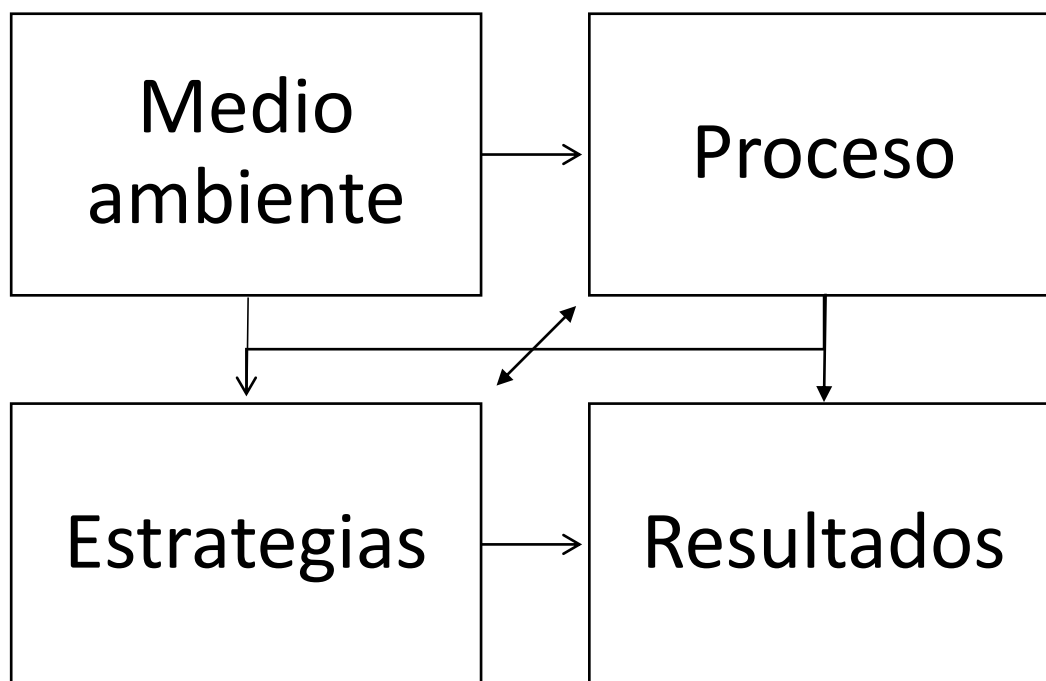 Medio
ambiente
Proceso
Estrategias
Resultados